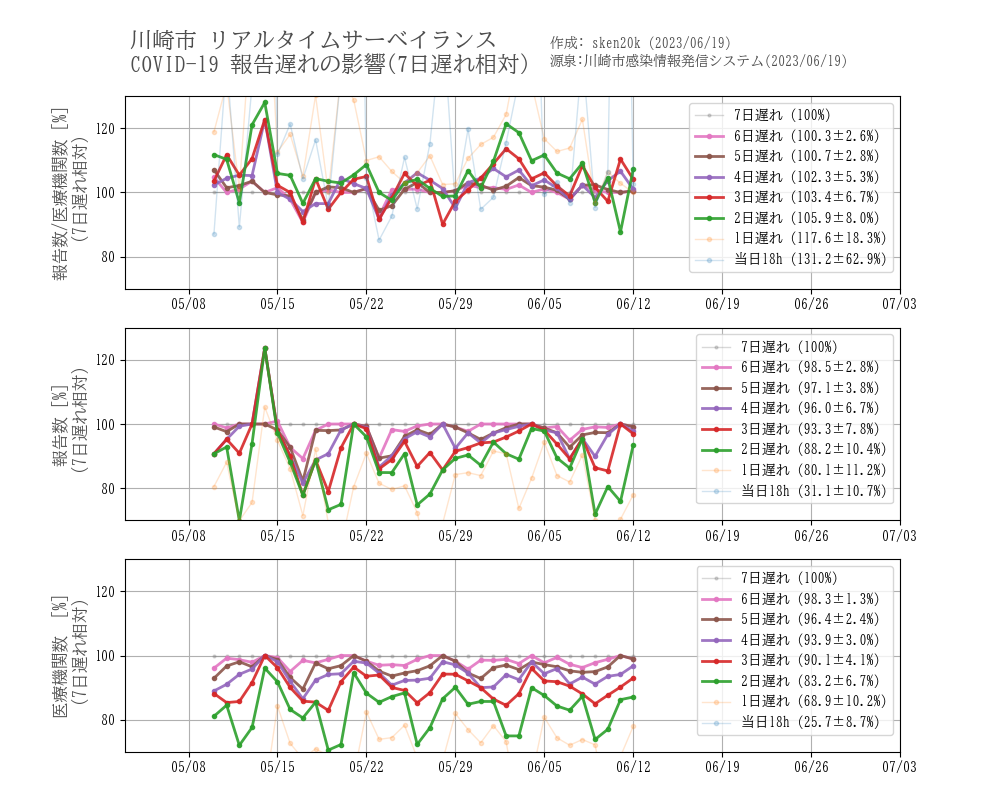 川崎市 リアルタイムサーベイランス
COVID-19 報告遅れの影響(7日遅れ相対)
作成: sken20k (2023/06/19)
源泉:川崎市感染情報発信システム(2023/06/19)
報告数/医療機関数 [%]
(7日遅れ相対)
120
100
80
7日遅れ (100%)
6日遅れ (100.3±2.6%)
5日遅れ (100.7±2.8%)
4日遅れ (102.3±5.3%)
3日遅れ (103.4±6.7%)
2日遅れ (105.9±8.0%)
1日遅れ (117.6±18.3%)
当日18h (131.2±62.9%)
05/08 05/15 05/22 05/29 06/05 06/12 06/19 06/26 07/03
報告数 [%]
(7日遅れ相対)
120
100
80
7日遅れ (100%)
6日遅れ (98.5±2.8%)
5日遅れ (97.1±3.8%)
4日遅れ (96.0±6.7%)
3日遅れ (93.3±7.8%)
2日遅れ (88.2±10.4%)
1日遅れ (80.1±11.2%)
当日18h (31.1±10.7%)
05/08 05/15 05/22 05/29 06/05 06/12 06/19 06/26 07/03
医療機関数 [%]
(7日遅れ相対)
120
100
80
7日遅れ (100%)
6日遅れ (98.3±1.3%)
5日遅れ (96.4±2.4%)
4日遅れ (93.9±3.0%)
3日遅れ (90.1±4.1%)
2日遅れ (83.2±6.7%)
1日遅れ (68.9±10.2%)
当日18h (25.7±8.7%)
05/08 05/15 05/22 05/29 06/05 06/12 06/19 06/26 07/03